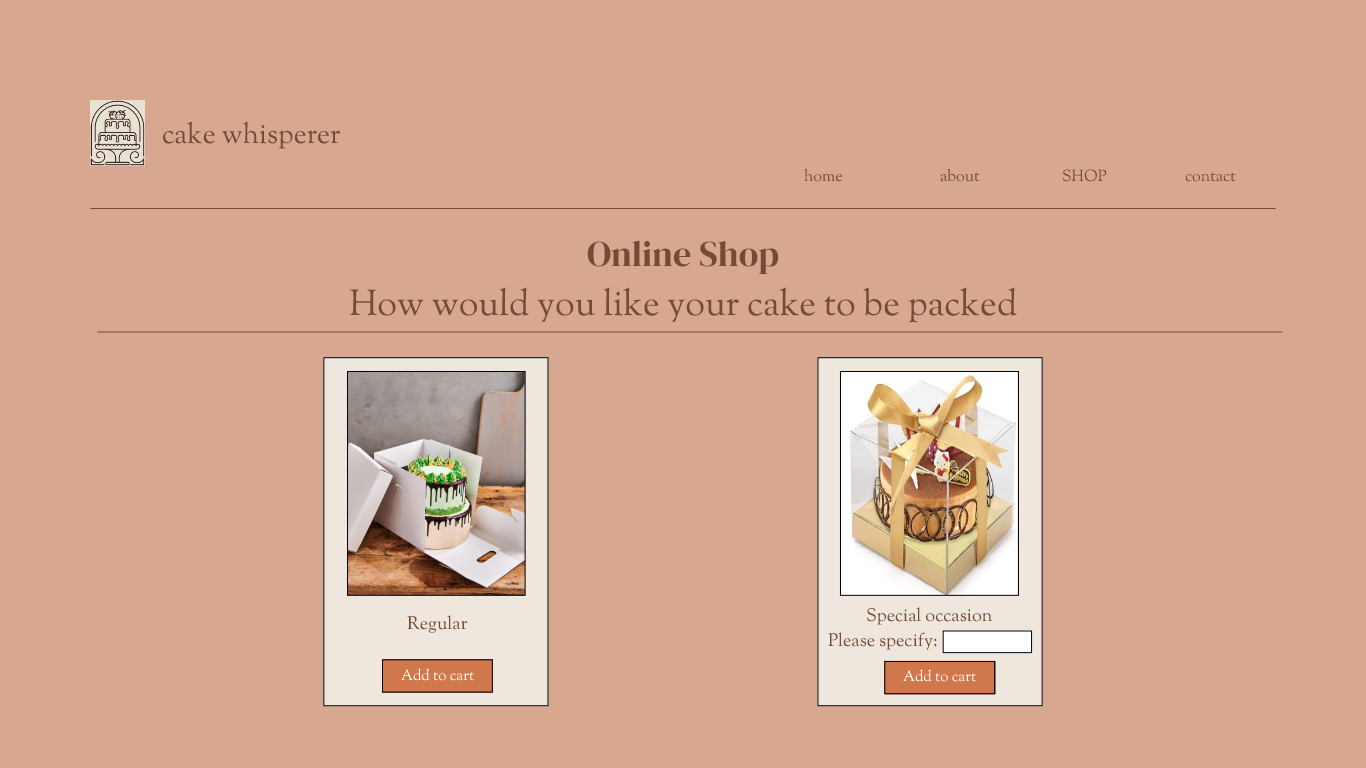 cake whisperer
home about SHOP contact
Online Shop
How would you like your cake to be packed
Regular
Add to cart
Special occasion
Please specify:
Add to cart